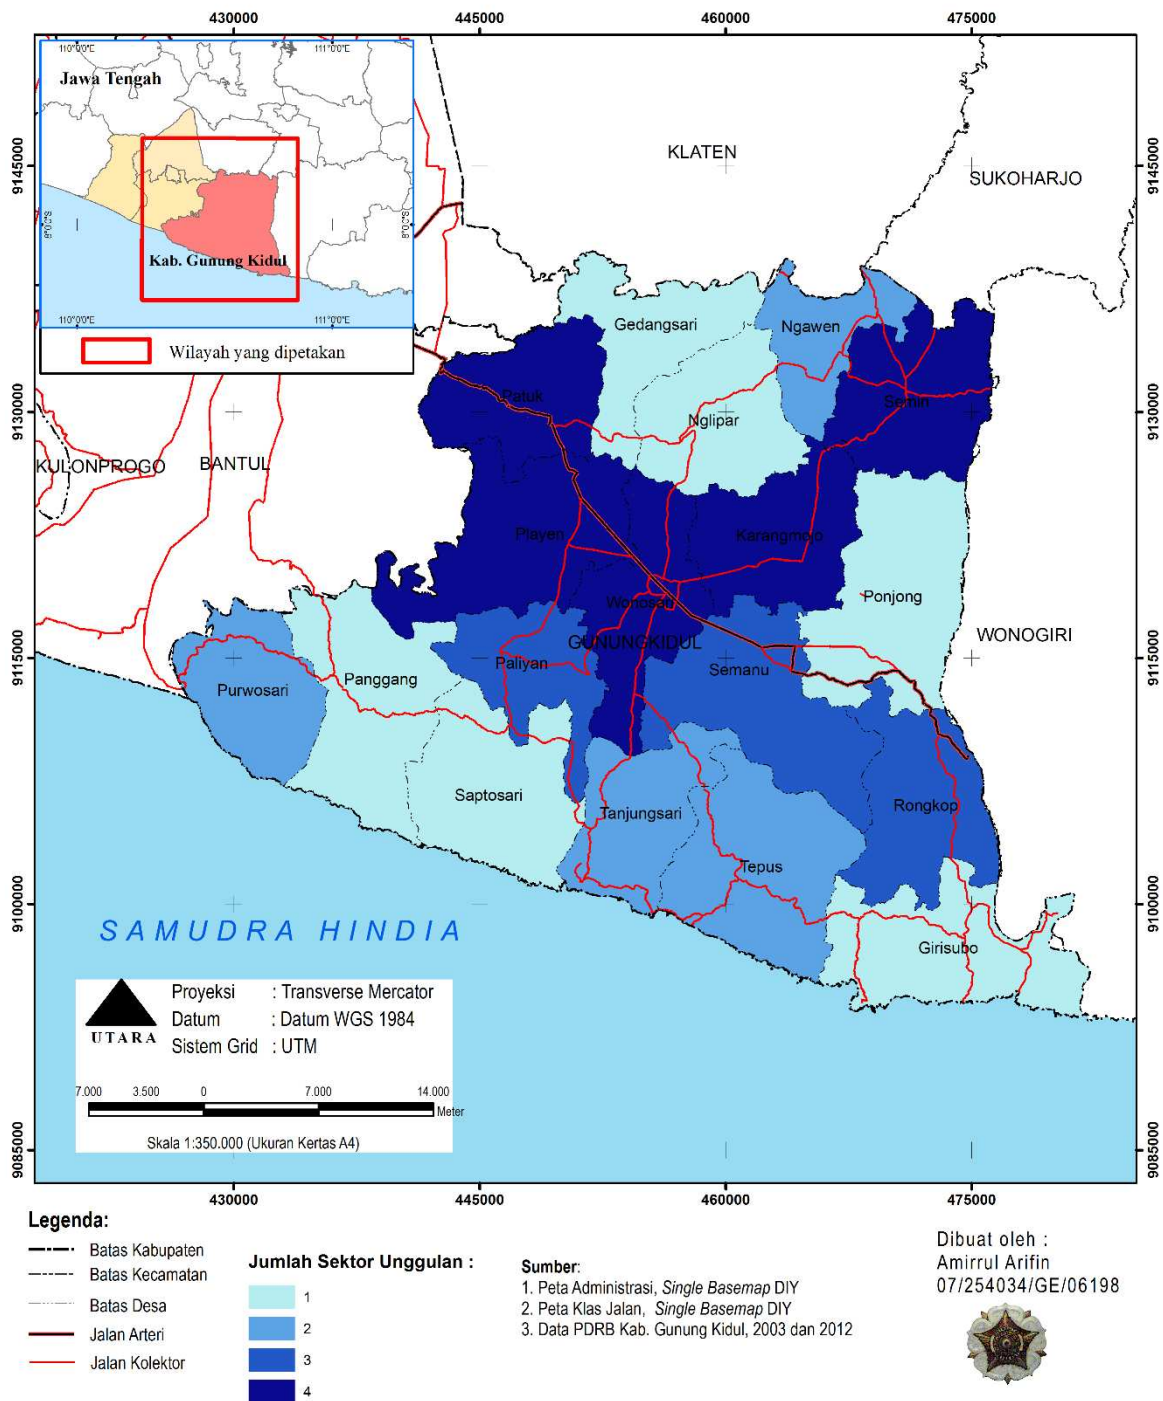 430000 445000 460000 475000
110°0'0"E 111°0'0"E
Jawa Tengah
8°0'0"S 8°0'0"S
Kab. Gunung Kidul
110°0'0"E 111°0'0"E
Wilayah yang dipetakan
9145000 9145000
KLATEN
SUKOHARJO
Gedangsari
Ngawen
9130000 9130000
Patuk
Semin
Nglipar
KULONPROGO
BANTUL
Playen
Karangmojo
Ponjong
Wonosari
GUNUNGKIDUL
WONOGIRI
9115000 9115000
Paliyan
Semanu
Panggang
Purwosari
Saptosari
Tanjungsari
Rongkop
Tepus
9100000 9100000
SAMUDRA HINDIA
Girisubo
UTARA
Proyeksi : Transverse Mercator
Datum : Datum WGS 1984
Sistem Grid : UTM
7.000 3.500 0 7.000 14.000
Meter
Skala 1:350.000 (Ukuran Kertas A4)
9085000 9085000
430000 445000 460000 475000
Legenda:
Batas Kabupaten
Batas Kecamatan
Batas Desa
Jalan Arteri
Jalan Kolektor
Jumlah Sektor Unggulan :
1
2
3
4
Sumber:
1. Peta Administrasi, Single Basemap DIY
2. Peta Klas Jalan, Single Basemap DIY
3. Data PDRB Kab. Gunung Kidul, 2003 dan 2012
Dibuat oleh :
Amirrul Arifin
07/254034/GE/06198